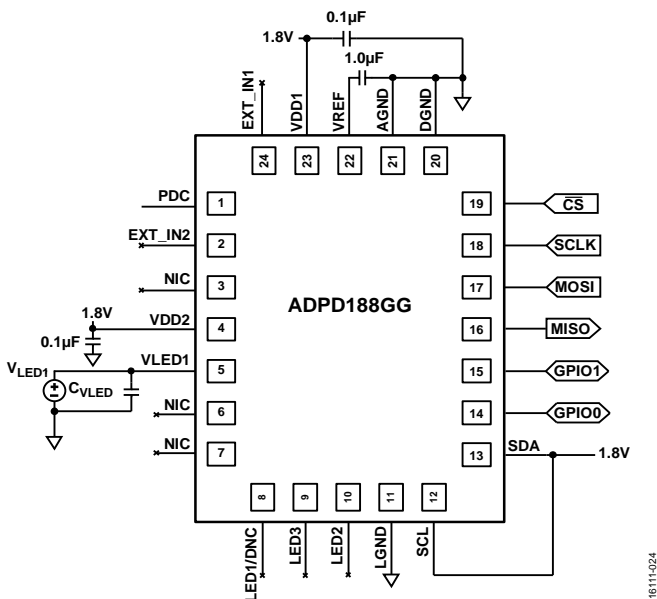 0.1µF
1.8V
1.0µF
EXT_IN1
VDD1
VREF
AGND
DGND
24
23
22
21
20
PDC
1
19
CS
EXT_IN2
2
18
SCLK
NIC
3
17
MOSI
ADPD188GG
1.8V
VDD2
4
16
MISO
0.1µF
VLED1
5
15
GPIO1
VLED1
CVLED
NIC
6
14
GPIO0
NIC
7
13
SDA
1.8V
8
9
10
11
12
LED1/DNC
LED3
LED2
LGND
SCL
16111-024